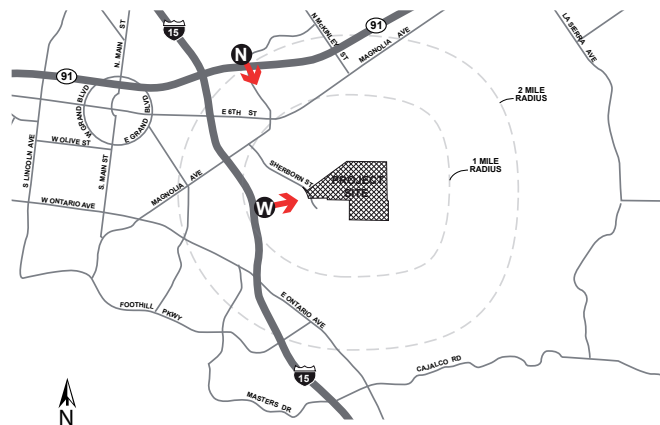 15
N. MAIN ST
91
N McKINLEY ST
MAGNOLIA AVE
LA SIERRA AVE
N
91
W GRAND BLVD
E GRAND BLVD
2 MILE
RADIUS
E 6TH ST
S LINCOLN AVE
W OLIVE ST
S. MAIN ST
MAGNOLIA AVE
SHERBORN ST
PROJECT
SITE
1 MILE
RADIUS
W ONTARIO AVE
W
FOOTHILL
PKWY
E ONTARIO AVE
15
CAJALCO RD
MASTERS DR
N